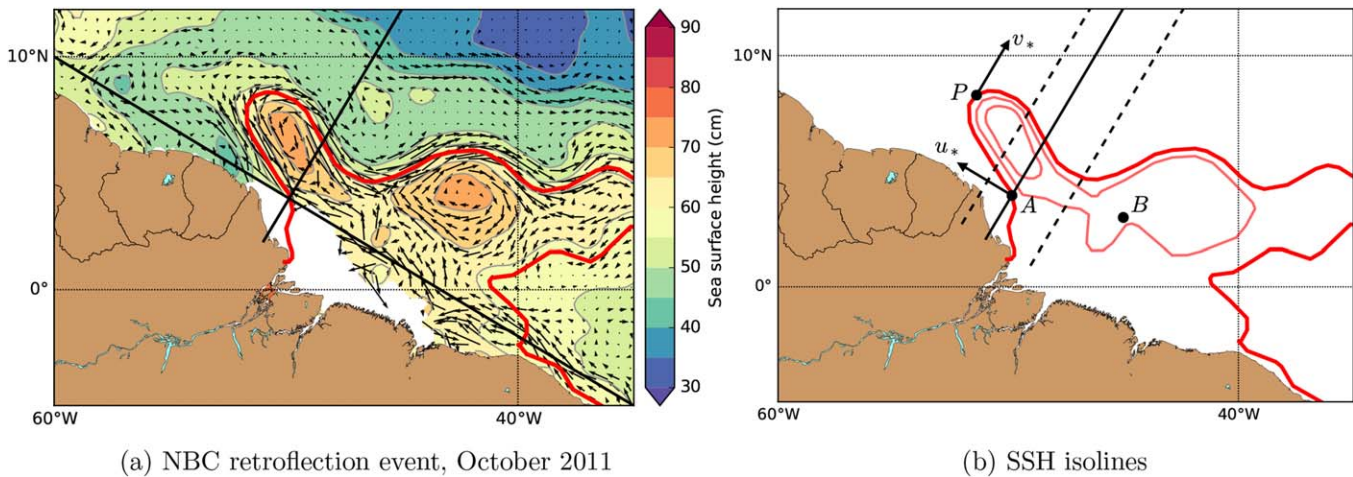 10°N
0°
60°W
40°W
90
80
70
60
50
40
30
Sea surface height (cm)
(a) NBC retroflection event, October 2011
10°N
0°
60°W
40°W
v*
P
u*
A
B
(b) SSH isolines